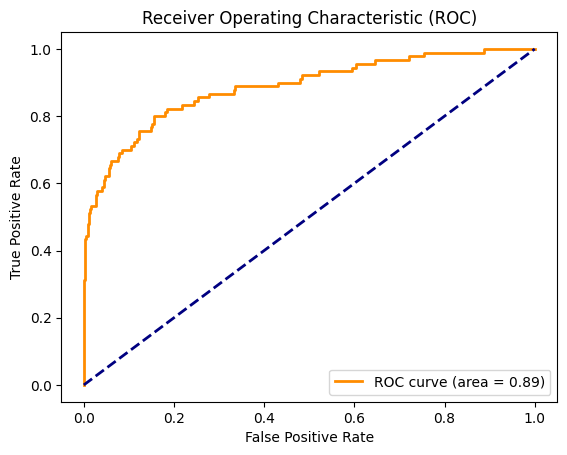 Receiver Operating Characteristic (ROC)
True Positive Rate
1.0
0.8
0.6
0.4
0.2
0.0
ROC curve (area = 0.89)
0.0 0.2 0.4 0.6 0.8 1.0
False Positive Rate